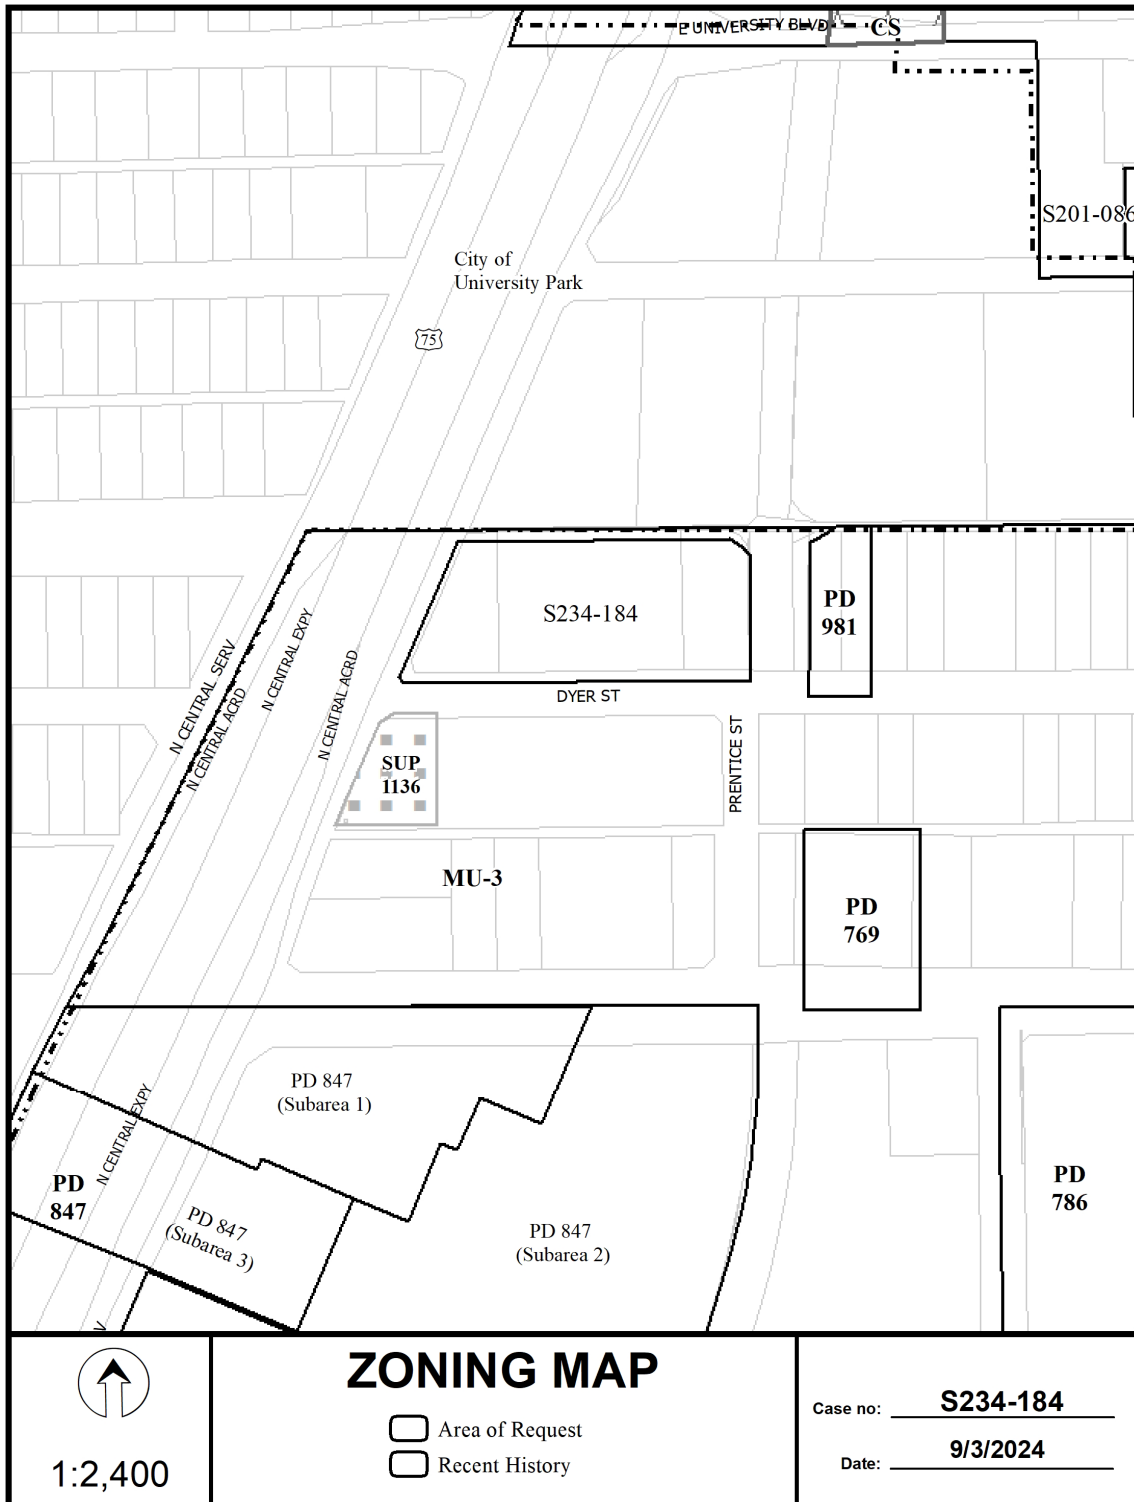 E UNIVERSITY BLVD
CS
S201-086
City of
University Park
75
S234-184
PD
981
DYER ST
N CENTRAL SERV
N CENTRAL ACRD
N CENTRAL EXPY
N CENTRAL ACRD
SUP
1136
PRENTICE ST
MU-3
PD
769
PD 847
(Subarea 1)
N CENTRAL EXPY
PD
847
PD 847
(Subarea 3)
PD 847
(Subarea 2)
PD
786
V
1:2,400
ZONING MAP
Area of Request
Recent History
Case no: S234-184
Date: 9/3/2024